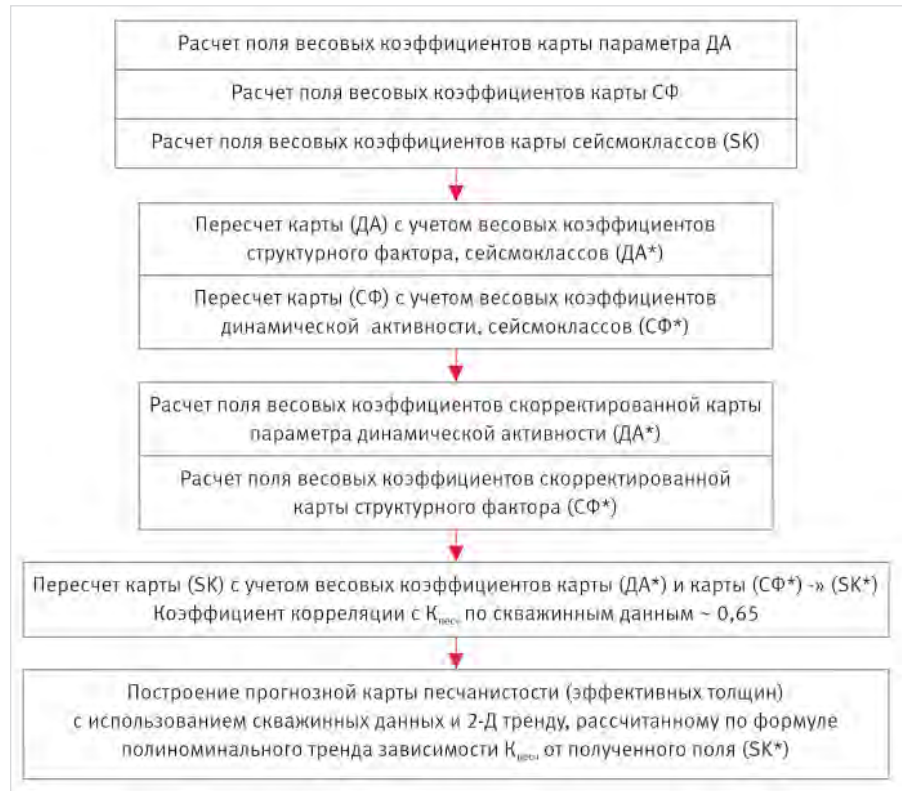 Расчет поля весовых коэффициентов карты параметра ДА
Расчет поля весовых коэффициентов карты СФ
Расчет поля весовых коэффициентов карты сейсмоклассов (SK)
Пересчет карты (ДА) с учетом весовых коэффициентов
структурного фактора, сейсмоклассов (ДА*)
Пересчет карты (СФ) с учетом весовых коэффициентов
динамической активности, сейсмоклассов (СФ*)
Расчет поля весовых коэффициентов скорректированной карты
параметра динамической активности (ДА*)
Расчет поля весовых коэффициентов скорректированной
карты структурного фактора (СФ*)
Пересчет карты (SK) с учетом весовых коэффициентов карты (ДА*) и карты (СФ*) -» (SK*)
Коэффициент корреляции с Кпесч по скважинным данным ~ 0,65
Построение прогнозной карты песчанистости (эффективных толщин)
с использованием скважинных данных и 2-Д тренду, рассчитанному по формуле
полиноминального тренда зависимости Кпесч от полученного поля (SK*)